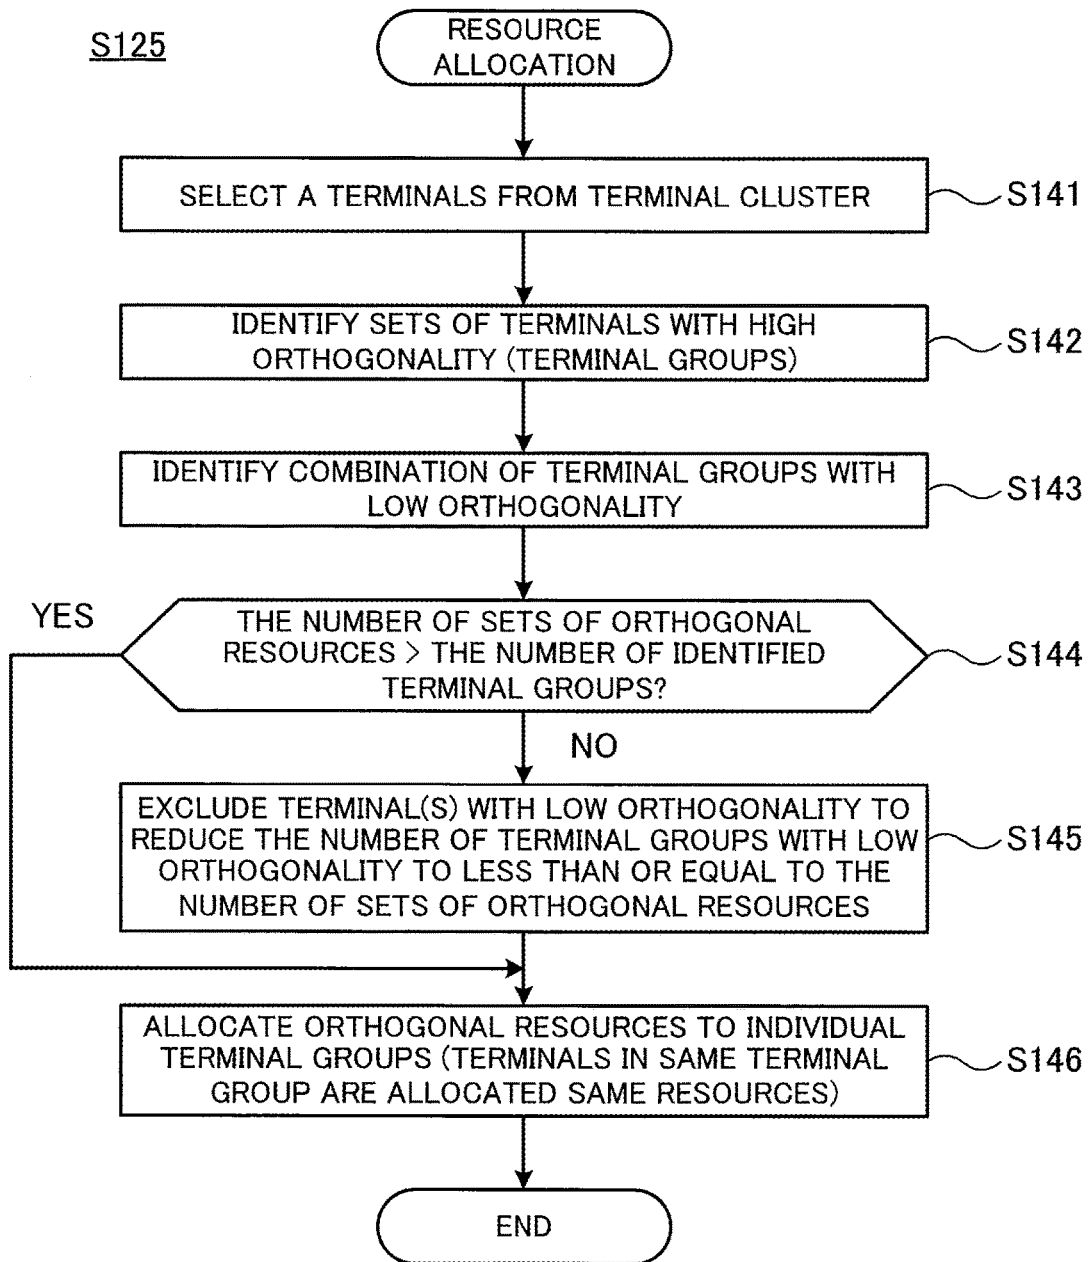 S125
RESOURCE
ALLOCATION
SELECT A TERMINALS FROM TERMINAL CLUSTER
S141
IDENTIFY SETS OF TERMINALS WITH HIGH
ORTHOGONALITY (TERMINAL GROUPS)
S142
IDENTIFY COMBINATION OF TERMINAL GROUPS WITH
LOW ORTHOGONALITY
S143
YES
THE NUMBER OF SETS OF ORTHOGONAL
RESOURCES > THE NUMBER OF IDENTIFIED
TERMINAL GROUPS?
S144
NO
EXCLUDE TERMINAL(S) WITH LOW ORTHOGONALITY TO
REDUCE THE NUMBER OF TERMINAL GROUPS WITH LOW
ORTHOGONALITY TO LESS THAN OR EQUAL TO THE
NUMBER OF SETS OF ORTHOGONAL RESOURCES
S145
ALLOCATE ORTHOGONAL RESOURCES TO INDIVIDUAL
TERMINAL GROUPS (TERMINALS IN SAME TERMINAL
GROUP ARE ALLOCATED SAME RESOURCES)
S146
END